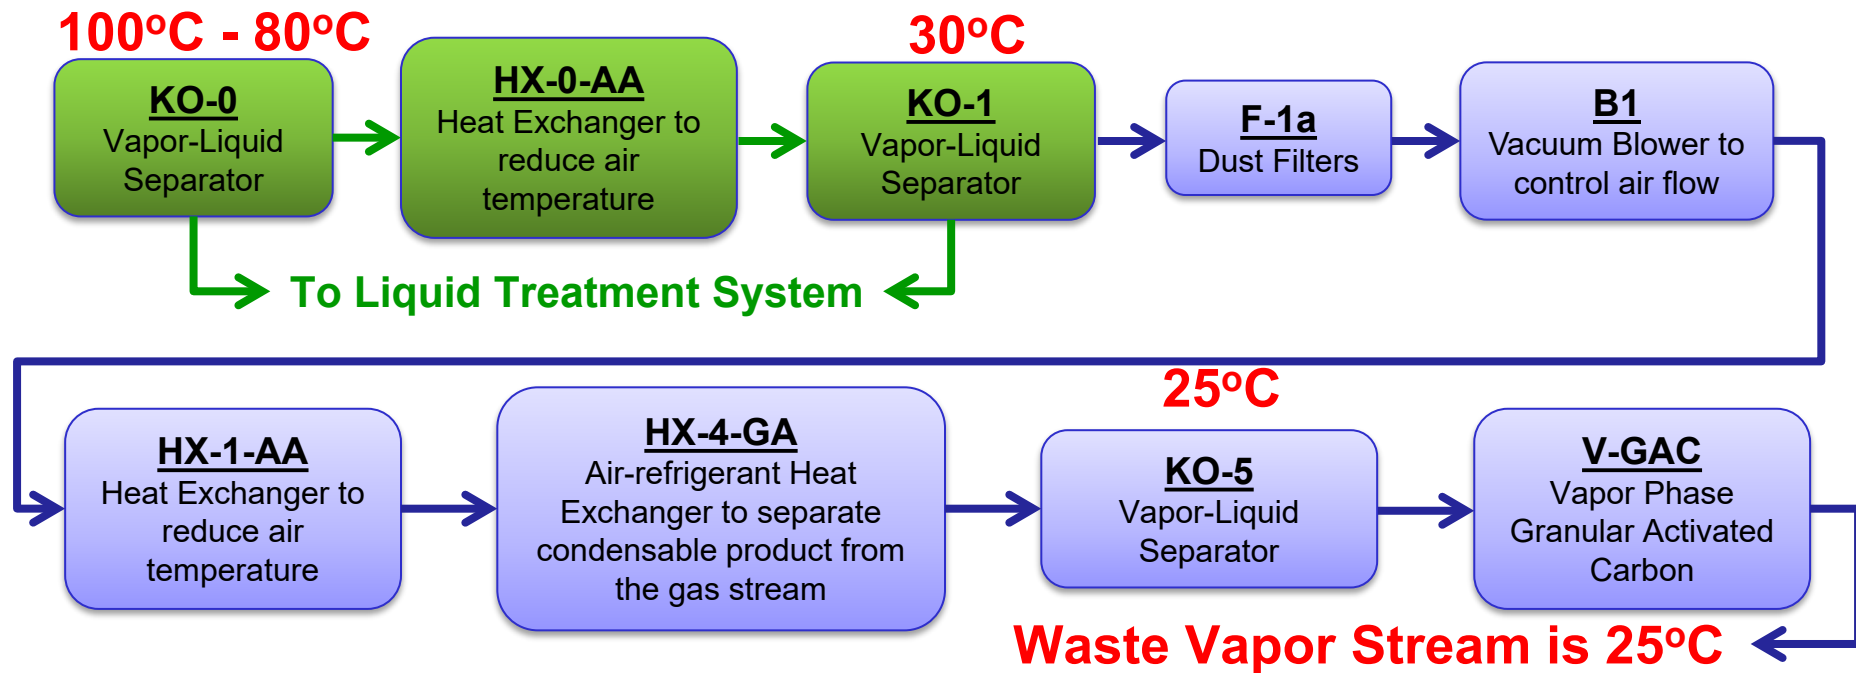 100ºC - 80ºC
30ºC
KO-0
Vapor-Liquid
Separator
HX-0-AA
Heat Exchanger to
reduce air
temperature
KO-1
Vapor-Liquid
Separator
F-1a
Dust Filters
B1
Vacuum Blower to
control air flow
To Liquid Treatment System
25ºC
HX-1-AA
Heat Exchanger to
reduce air
temperature
HX-4-GA
Air-refrigerant Heat
Exchanger to separate
condensable product from
the gas stream
KO-5
Vapor-Liquid
Separator
V-GAC
Vapor Phase
Granular Activated
Carbon
Waste Vapor Stream is 25ºC